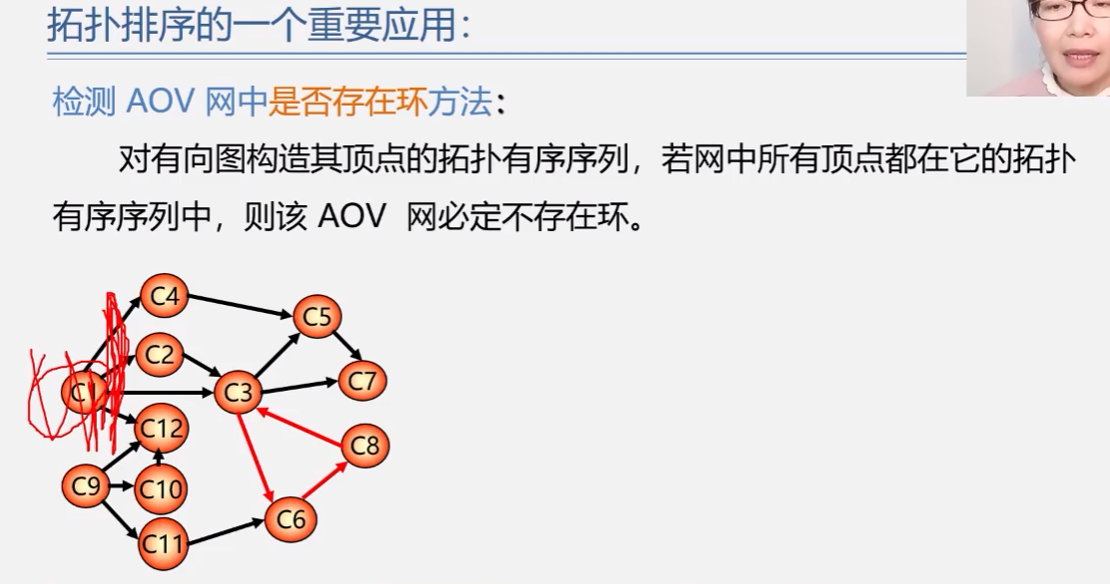 拓扑排序的一个重要应用：
检测 AOV 网中是否存在环方法：
对有向图构造其顶点的拓扑有序序列，若网中所有顶点都在它的拓扑
有序序列中，则该 AOV 网必定不存在环。
C4
C5
C2
C7
C1
C3
C12
C8
C9
C10
C6
C11